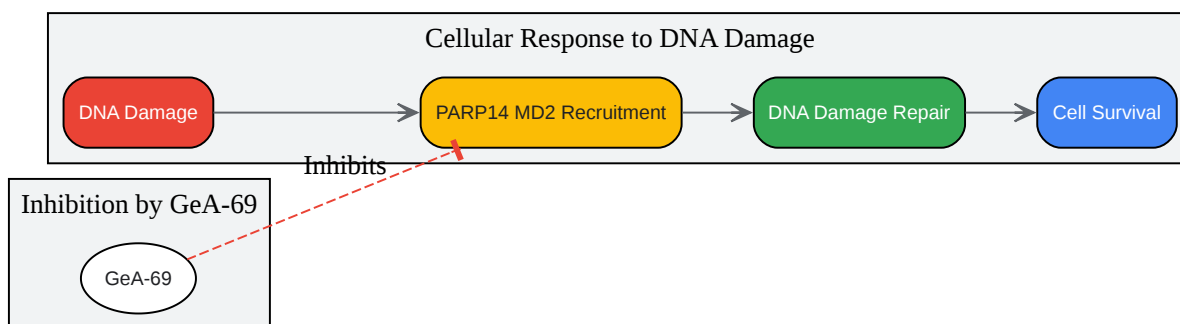 Cellular Response to DNA Damage
DNA Damage
PARP14 MD2 Recruitment
DNA Damage Repair
Cell Survival
Inhibits
Inhibition by GeA-69
GeA-69